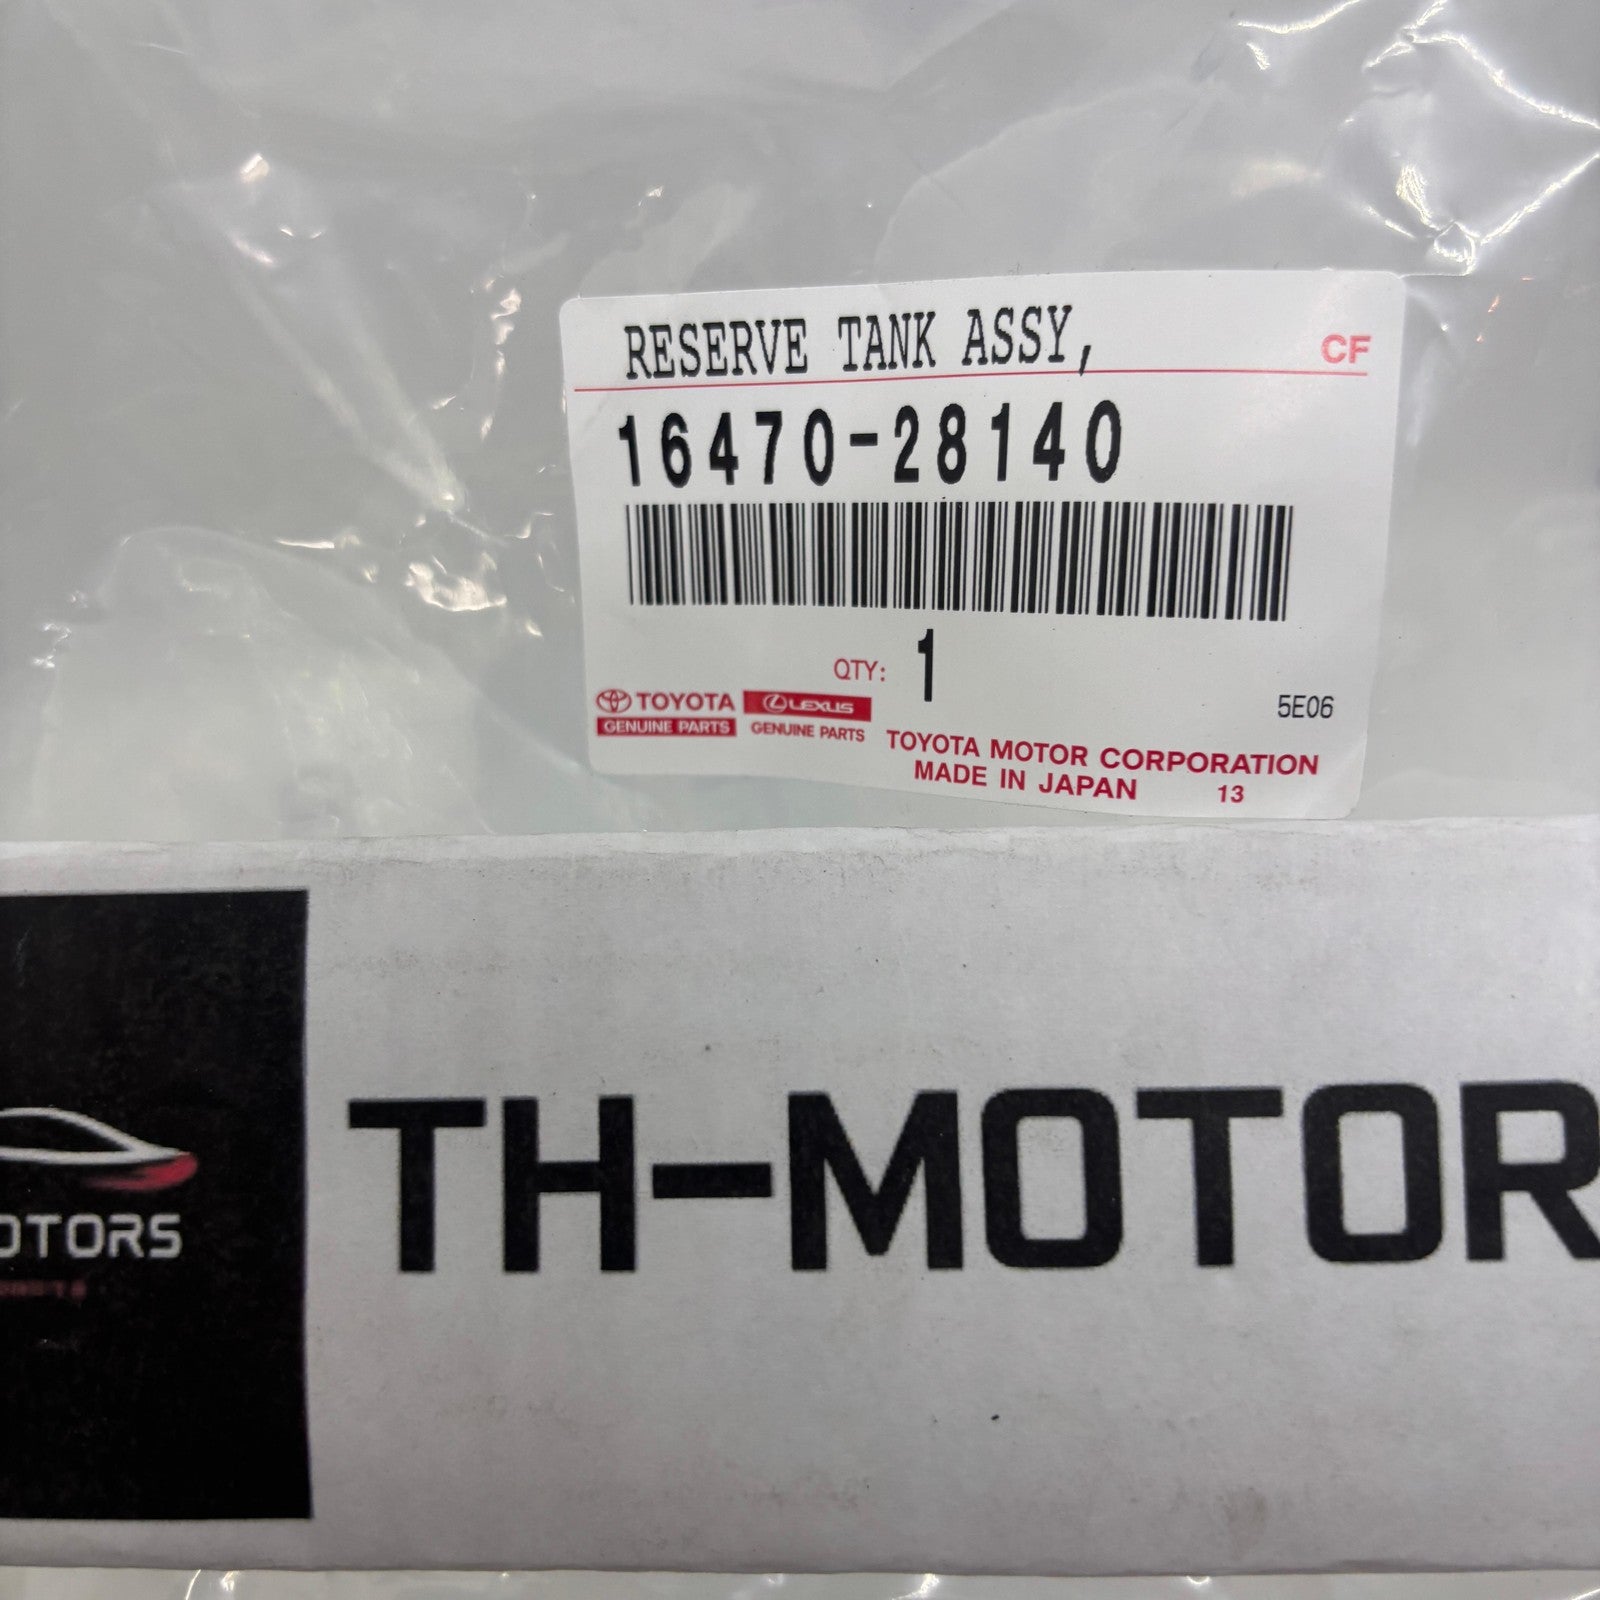 RESERVE TANK ASSY,
CF
16470-28140
QTY: 1
TOYOTA
GENUINE PARTS
LEXUS
GENUINE PARTS
5E06
TOYOTA MOTOR CORPORATION
MADE IN JAPAN 13
TH-MOTOR
OTORS